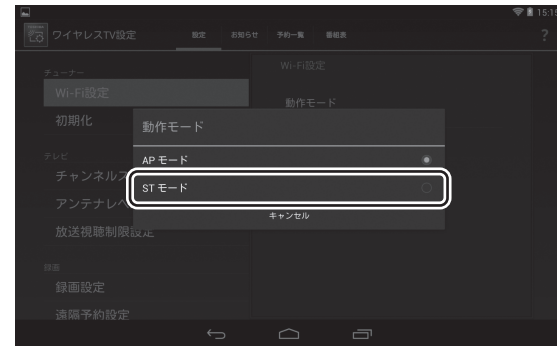 15:15
ワイヤレスTV設定
設定
お知らせ
予約一覧
番組表
?
チューナー
Wi-Fi設定
初期化
テレビ
チャンネルス
アンテナレベ
放送視聴制限設定
録画
録画設定
遠隔予約設定
Wi-Fi設定
動作モード
動作モード
AP モード
ST モード
キャンセル